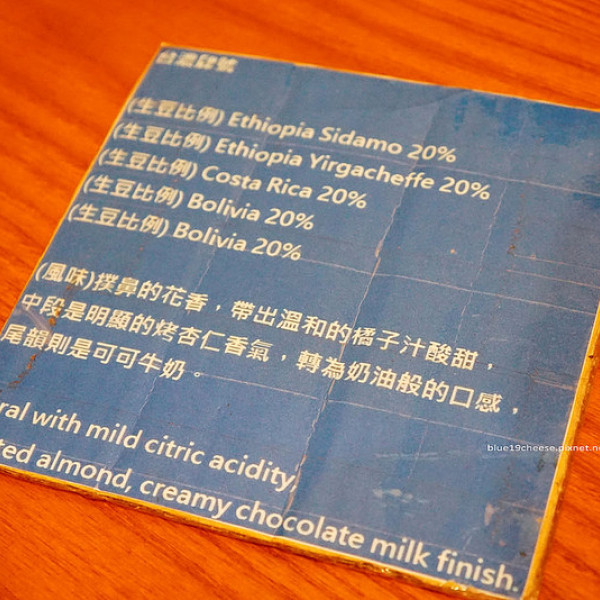 台濃肆號
(生豆比例) Ethiopia Sidamo 20%
(生豆比例) Ethiopia Yirgacheffe 20%
(生豆比例) Costa Rica 20%
(生豆比例) Bolivia 20%
(生豆比例) Bolivia 20%
(風味)撲鼻的花香，帶出溫和的橘子汁酸甜，
中段是明顯的烤杏仁香氣，轉為奶油般的口感，
尾韻則是可可牛奶。
ral with mild citric acidity,
ted almond, creamy chocolate milk finish.
blue19cheese.pixnet.ne